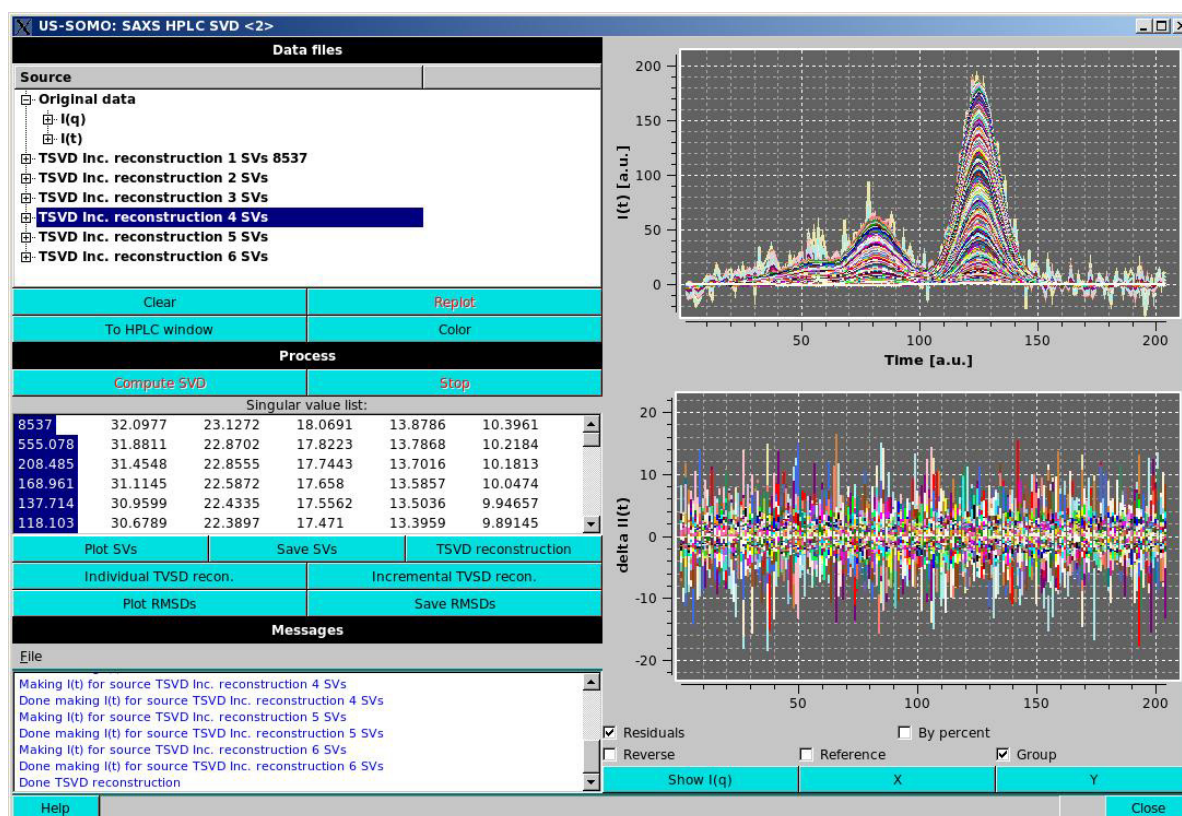 US-SOMO: SAXS HPLC SVD <2>
Data files
Source
Original data
I(q)
I(t)
TSVD Inc. reconstruction 1 SVs 8537
TSVD Inc. reconstruction 2 SVs
TSVD Inc. reconstruction 3 SVs
TSVD Inc. reconstruction 4 SVs
TSVD Inc. reconstruction 5 SVs
TSVD Inc. reconstruction 6 SVs
Clear Replot
To HPLC window Color
Process
Compute SVD Stop
Singular value list:
8537 32.0977 23.1272 18.0691 13.8786 10.3961
555.078 31.8811 22.8702 17.8223 13.7868 10.2184
208.485 31.4548 22.8555 17.7443 13.7016 10.1813
168.961 31.1145 22.5872 17.658 13.5857 10.0474
137.714 30.9599 22.4335 17.5562 13.5036 9.94657
118.103 30.6789 22.3897 17.471 13.3959 9.89145
Plot SVs Save SVs TSVD reconstruction
Individual TVSD recon. Incremental TVSD recon.
Plot RMSDs Save RMSDs
Messages
File
Making I(t) for source TSVD Inc. reconstruction 4 SVs
Done making I(t) for source TSVD Inc. reconstruction 4 SVs
Making I(t) for source TSVD Inc. reconstruction 5 SVs
Done making I(t) for source TSVD Inc. reconstruction 5 SVs
Making I(t) for source TSVD Inc. reconstruction 6 SVs
Done making I(t) for source TSVD Inc. reconstruction 6 SVs
Done TSVD reconstruction
Help
I(t) [a.u.]
200
150
100
50
0
50 100 150 200
Time [a.u.]
delta II(t)
20
10
0
-10
-20
50 100 150 200
Residuals By percent
Reverse Reference Group
Show I(q) X Y
Close